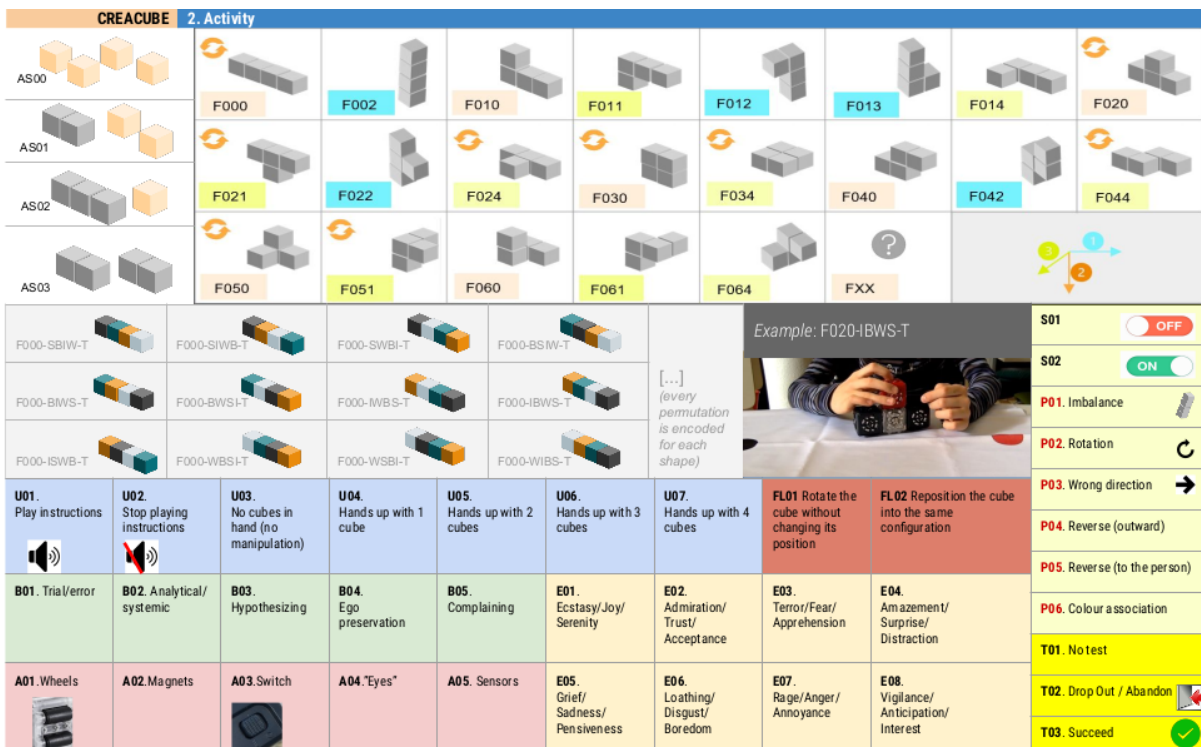 CREACUBE 2. Activity
AS00
F000 F002 F010 F011 F012 F013 F014 F020
AS01
F021 F022 F024 F030 F034 F040 F042 F044
AS02
AS03
F050 F051 F060 F061 F064 FXX
?
1
2
3
F000-SBIW-T F000-SIWB-T F000-SWBI-T F000-BSIW-T
F000-BIWS-T F000-BWSI-T F000-IWBS-T F000-IBWS-T
F000-ISWB-T F000-WBSI-T F000-WSBI-T F000-WIBS-T
[...]
(every
permutation
is encoded
for each
shape)
Example: F020-IBWS-T
S01 OFF
S02 ON
P01. Imbalance
P02. Rotation
P03. Wrong direction
P04. Reverse (outward)
P05. Reverse (to the person)
P06. Colour association
T01. No test
T02. Drop Out / Abandon
T03. Succeed
U01.
Play instructions
U02.
Stop playing
instructions
U03.
No cubes in
hand (no
manipulation)
U04.
Hands up with 1
cube
U05.
Hands up with 2
cubes
U06.
Hands up with 3
cubes
U07.
Hands up with 4
cubes
FL01 Rotate the
cube without
changing its
position
FL02 Reposition the cube
into the same
configuration
B01. Trial/error
B02. Analytical/
systemic
B03.
Hypothesizing
B04.
Ego
preservation
B05.
Complaining
E01.
Ecstasy/Joy/
Serenity
E02.
Admiration/
Trust/
Acceptance
E03.
Terror/Fear/
Apprehension
E04.
Amazement/
Surprise/
Distraction
A01.Wheels
A02.Magnets
A03.Switch
A04."Eyes"
A05. Sensors
E05.
Grief/
Sadness/
Pensiveness
E06.
Loathing/
Disgust/
Boredom
E07.
Rage/Anger/
Annoyance
E08.
Vigilance/
Anticipation/
Interest